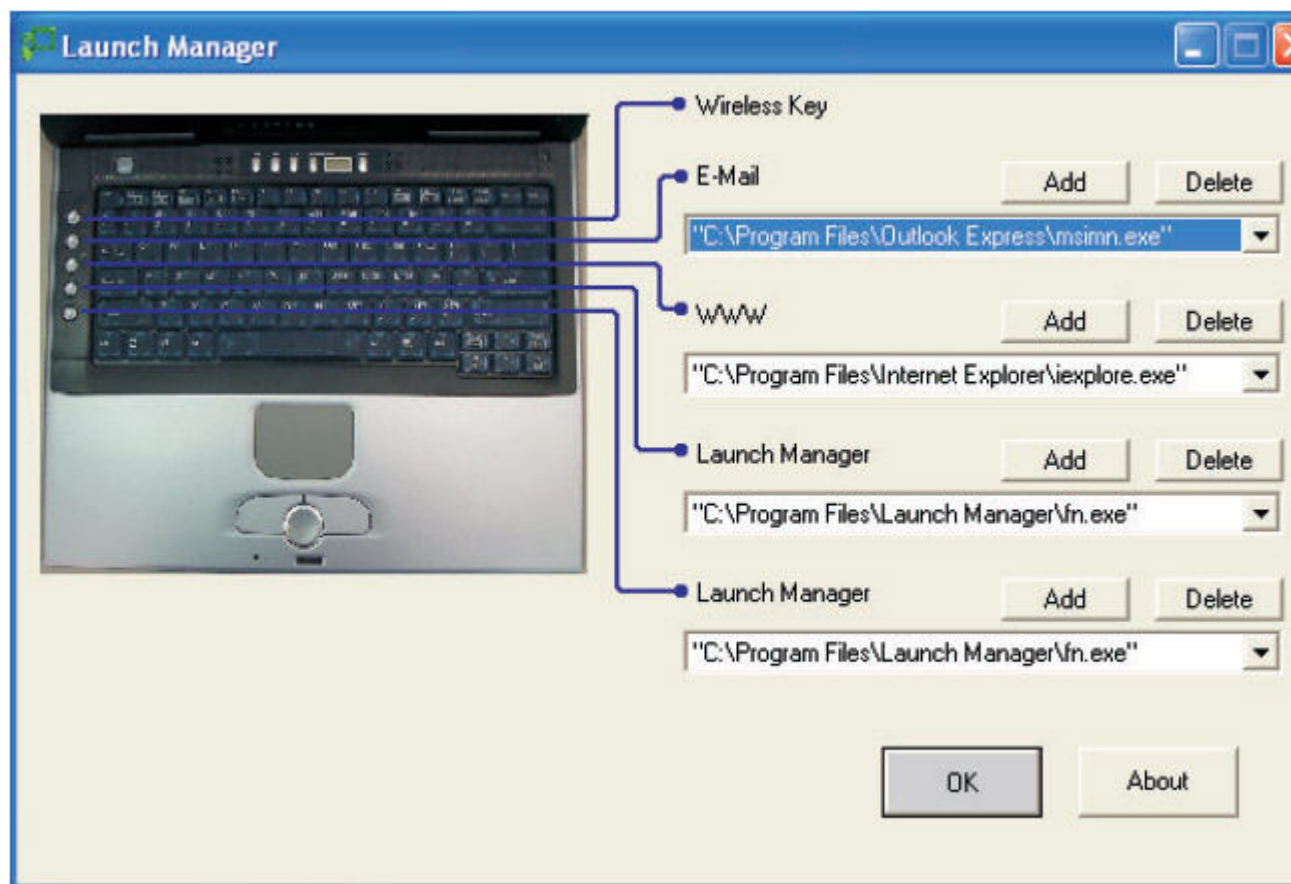 Launch Manager
Wireless Key
E-Mail
Add
Delete
"C:\Program Files\Outlook Express\msimn.exe"
WWW
Add
Delete
"C:\Program Files\Internet Explorer\iexplore.exe"
Launch Manager
Add
Delete
"C:\Program Files\Launch Manager\fn.exe"
Launch Manager
Add
Delete
"C:\Program Files\Launch Manager\fn.exe"
OK
About